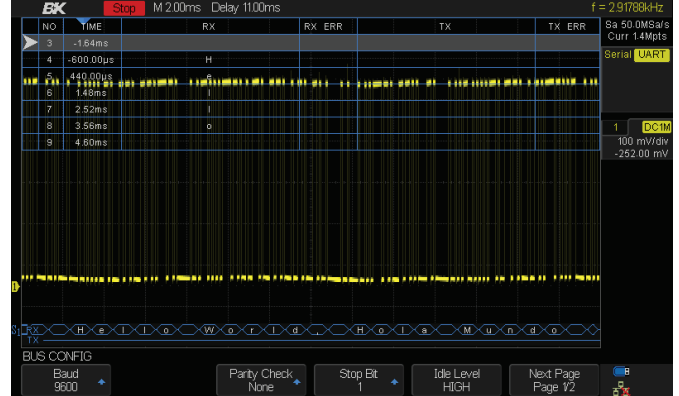 BK Stop M 2.00ms Delay 11.00ms f = 2.91788kHz
NO TIME RX RX ERR TX TX ERR
Sa 50.0MSa/s
Curr 1.4Mpts
3 -1.64ms
Serial UART
4 -600.00µs H
5 440.00µs e
6 1.48ms l
7 2.52ms l
8 3.56ms o
9 4.60ms
1 DC1M
100 mV/div
-252.00 mV
1
S1 RX H e l l o W o r l d , H o l a M u n d o
TX
BUS CONFIG
Baud Parity Check Stop Bit Idle Level Next Page
9600 None 1 HIGH Page 1/2